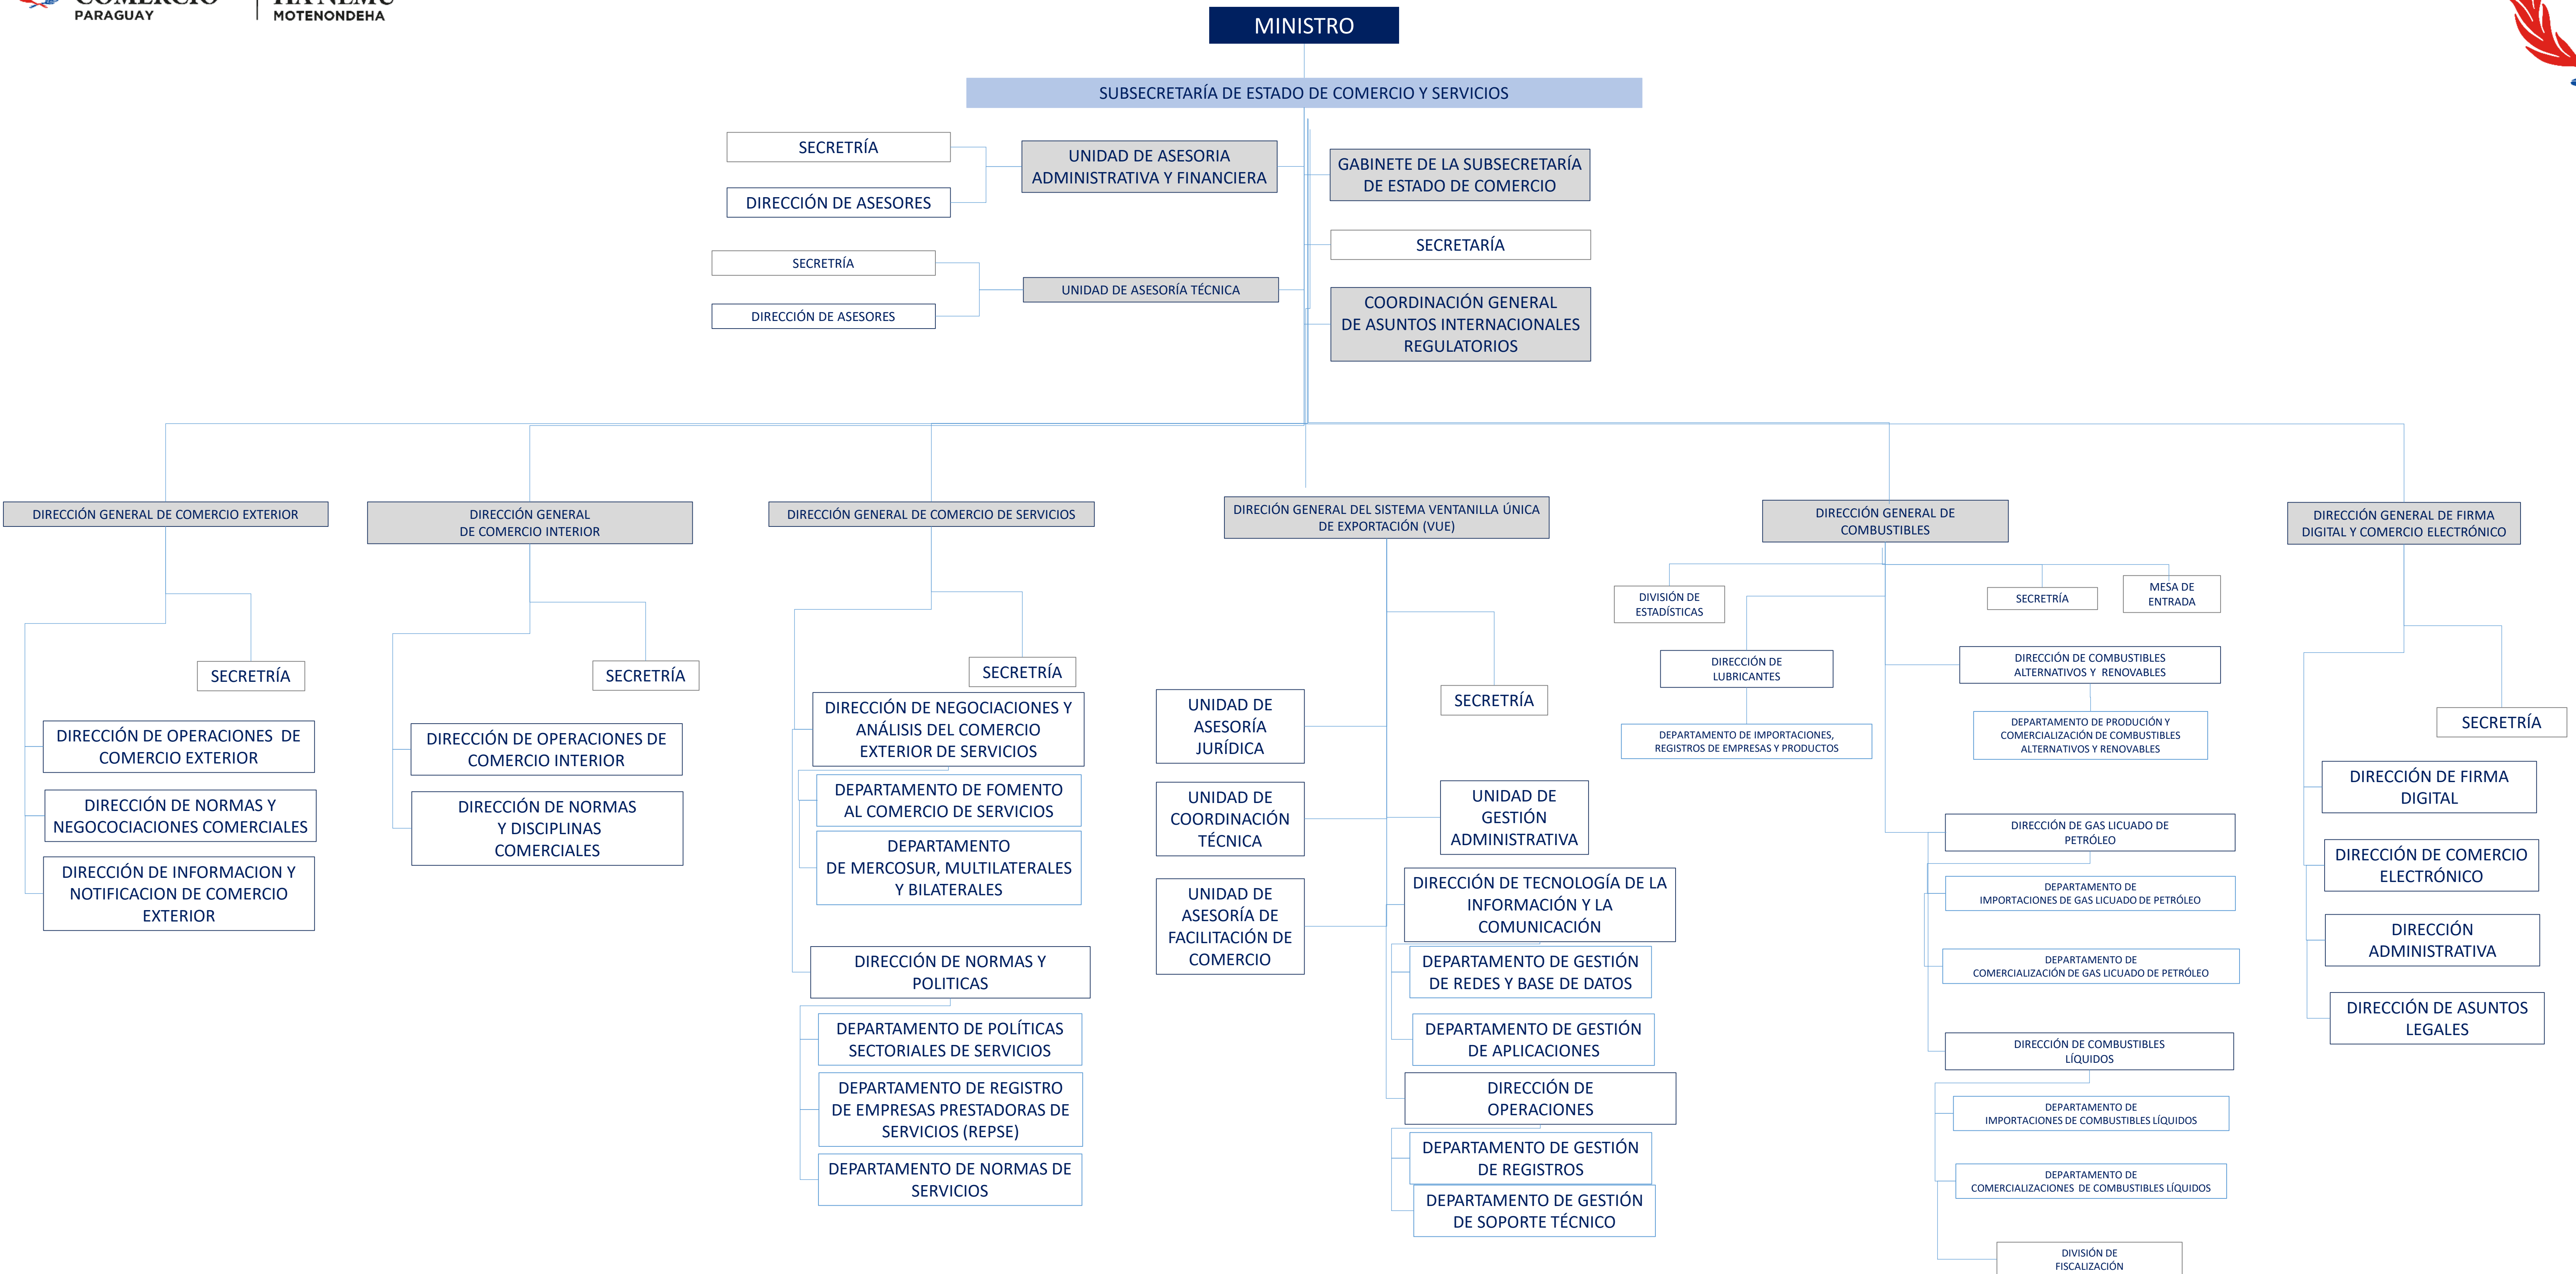 COMERCIO
PARAGUAY
HA ÑEMU
MOTENONDEHA
MINISTRO
SUBSECRETARÍA DE ESTADO DE COMERCIO Y SERVICIOS
SECRETRÍA
DIRECCIÓN DE ASESORES
UNIDAD DE ASESORIA
ADMINISTRATIVA Y FINANCIERA
GABINETE DE LA SUBSECRETARÍA
DE ESTADO DE COMERCIO
SECRETARÍA
SECRETRÍA
DIRECCIÓN DE ASESORES
UNIDAD DE ASESORÍA TÉCNICA
COORDINACIÓN GENERAL
DE ASUNTOS INTERNACIONALES
REGULATORIOS
DIRECCIÓN GENERAL DE COMERCIO EXTERIOR
SECRETRÍA
DIRECCIÓN DE OPERACIONES  DE
COMERCIO EXTERIOR
DIRECCIÓN DE NORMAS Y
NEGOCOCIACIONES COMERCIALES
DIRECCIÓN DE INFORMACION Y
NOTIFICACION DE COMERCIO
EXTERIOR
DIRECCIÓN GENERAL
DE COMERCIO INTERIOR
SECRETRÍA
DIRECCIÓN DE OPERACIONES DE
COMERCIO INTERIOR
DIRECCIÓN DE NORMAS
Y DISCIPLINAS
COMERCIALES
DIRECCIÓN GENERAL DE COMERCIO DE SERVICIOS
SECRETRÍA
DIRECCIÓN DE NEGOCIACIONES Y
ANÁLISIS DEL COMERCIO
EXTERIOR DE SERVICIOS
DEPARTAMENTO DE FOMENTO
AL COMERCIO DE SERVICIOS
DEPARTAMENTO
DE MERCOSUR, MULTILATERALES
Y BILATERALES
DIRECCIÓN DE NORMAS Y
POLITICAS
DEPARTAMENTO DE POLÍTICAS
SECTORIALES DE SERVICIOS
DEPARTAMENTO DE REGISTRO
DE EMPRESAS PRESTADORAS DE
SERVICIOS (REPSE)
DEPARTAMENTO DE NORMAS DE
SERVICIOS
DIRECIÓN GENERAL DEL SISTEMA VENTANILLA ÚNICA
DE EXPORTACIÓN (VUE)
UNIDAD DE
ASESORÍA
JURÍDICA
UNIDAD DE
COORDINACIÓN
TÉCNICA
UNIDAD DE
ASESORÍA DE
FACILITACIÓN DE
COMERCIO
SECRETRÍA
UNIDAD DE
GESTIÓN
ADMINISTRATIVA
DIRECCIÓN DE TECNOLOGÍA DE LA
INFORMACIÓN Y LA
COMUNICACIÓN
DEPARTAMENTO DE GESTIÓN
DE REDES Y BASE DE DATOS
DEPARTAMENTO DE GESTIÓN
DE APLICACIONES
DIRECCIÓN DE
OPERACIONES
DEPARTAMENTO DE GESTIÓN
DE REGISTROS
DEPARTAMENTO DE GESTIÓN
DE SOPORTE TÉCNICO
DIRECCIÓN GENERAL DE
COMBUSTIBLES
DIVISIÓN DE
ESTADÍSTICAS
SECRETRÍA
MESA DE
ENTRADA
DIRECCIÓN DE
LUBRICANTES
DEPARTAMENTO DE IMPORTACIONES,
REGISTROS DE EMPRESAS Y PRODUCTOS
DIRECCIÓN DE COMBUSTIBLES
ALTERNATIVOS Y  RENOVABLES
DEPARTAMENTO DE PRODUCIÓN Y
COMERCIALIZACIÓN DE COMBUSTIBLES
ALTERNATIVOS Y RENOVABLES
DIRECCIÓN DE GAS LICUADO DE
PETRÓLEO
DEPARTAMENTO DE
IMPORTACIONES DE GAS LICUADO DE PETRÓLEO
DEPARTAMENTO DE
COMERCIALIZACIÓN DE GAS LICUADO DE PETRÓLEO
DIRECCIÓN DE COMBUSTIBLES
LÍQUIDOS
DEPARTAMENTO DE
IMPORTACIONES DE COMBUSTIBLES LÍQUIDOS
DEPARTAMENTO DE
COMERCIALIZACIONES  DE COMBUSTIBLES LÍQUIDOS
DIVISIÓN DE
FISCALIZACIÓN
DIRECCIÓN GENERAL DE FIRMA
DIGITAL Y COMERCIO ELECTRÓNICO
SECRETRÍA
DIRECCIÓN DE FIRMA
DIGITAL
DIRECCIÓN DE COMERCIO
ELECTRÓNICO
DIRECCIÓN
ADMINISTRATIVA
DIRECCIÓN DE ASUNTOS
LEGALES